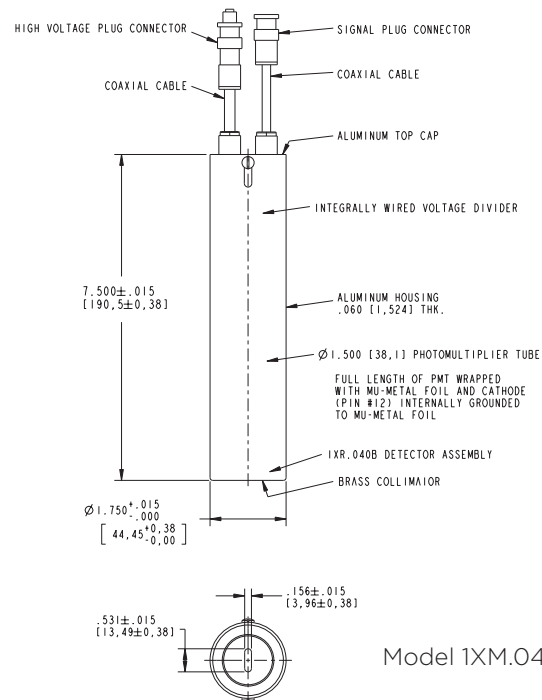 HIGH VOLTAGE PLUG CONNECTOR
SIGNAL PLUG CONNECTOR
COAXIAL CABLE
COAXIAL CABLE
ALUMINUM TOP CAP
INTEGRALLY WIRED VOLTAGE DIVIDER
7.500±.015
[190,5±0,38]
ALUMINUM HOUSING
.060 [1,524] THK.
Ø1.500 [38,1] PHOTOMULTIPLIER TUBE
FULL LENGTH OF PMT WRAPPED
WITH MU-METAL FOIL AND CATHODE
(PIN #12) INTERNALLY GROUNDED
TO MU-METAL FOIL
1XR.040B DETECTOR ASSEMBLY
BRASS COLLIMAIOR
Ø1.750+.015 -.000
[44,45+0,38 -0,00]
.156±.015
[3,96±0,38]
.531±.015
[13,49±0,38]
Model 1XM.04